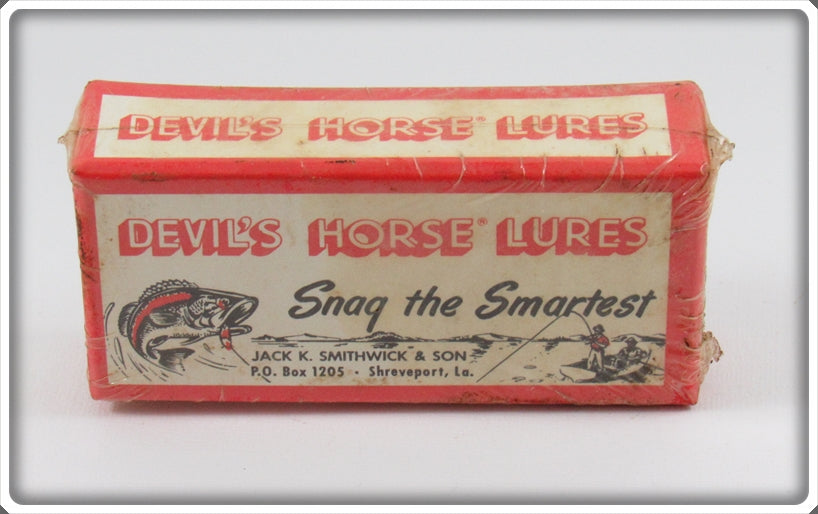 DEVIL'S HORSE® LURES
DEVIL'S HORSE® LURES
Snag the Smartest
JACK K. SMITHWICK & SON
P.O. Box 1205 · Shreveport, La.